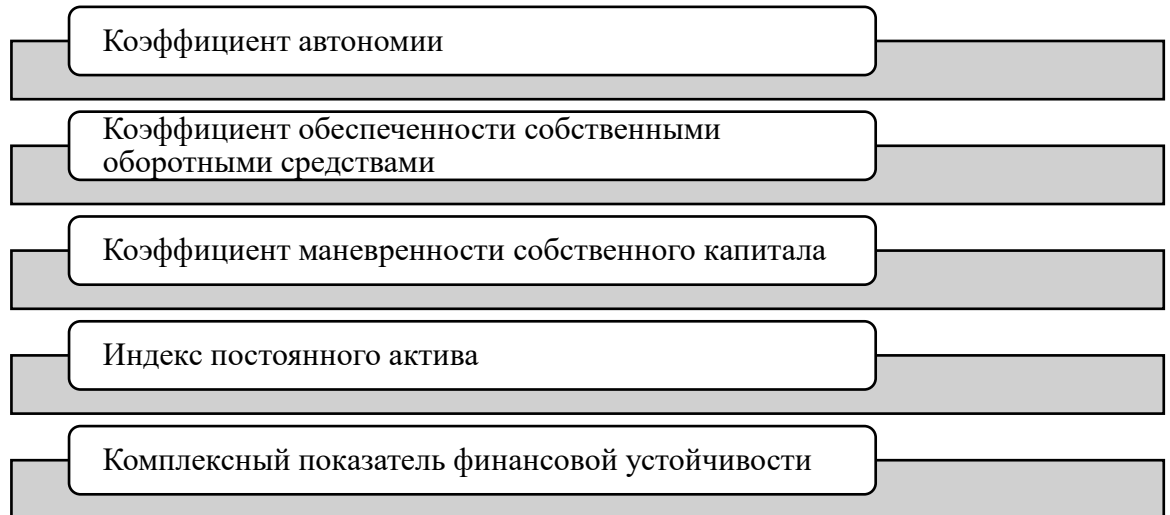 Коэффициент автономии
Коэффициент обеспеченности собственными
оборотными средствами
Коэффициент маневренности собственного капитала
Индекс постоянного актива
Комплексный показатель финансовой устойчивости